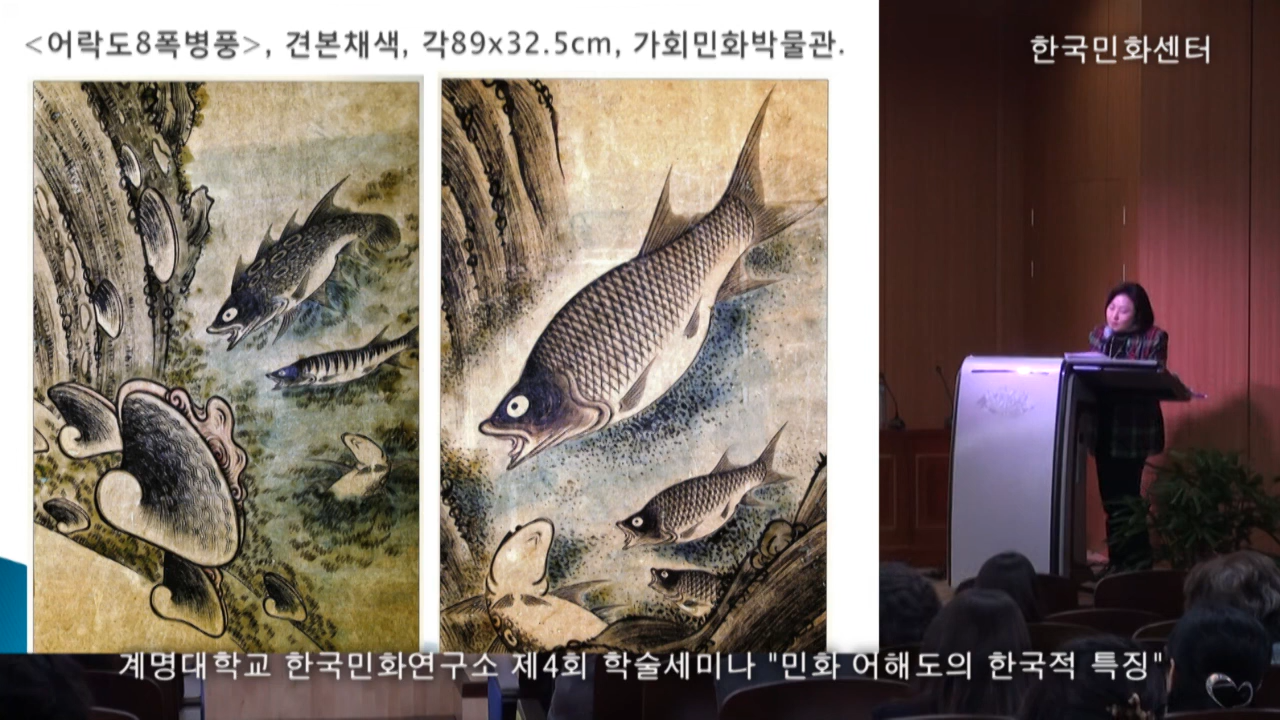 <어락도8폭병풍>, 견본채색, 각89x32.5cm, 가회민화박물관.
한국민화센터
계명대학교 한국민화연구소 제4회 학술세미나 "민화 어해도의 한국적 특징"